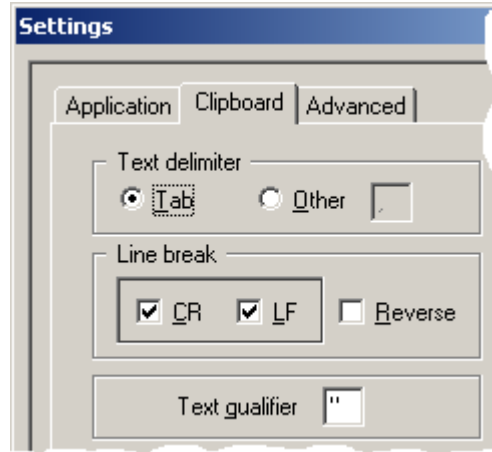 Settings
Application Clipboard Advanced
Text delimiter
Tab Other ,
Line break
CR LF Reverse
Text qualifier "